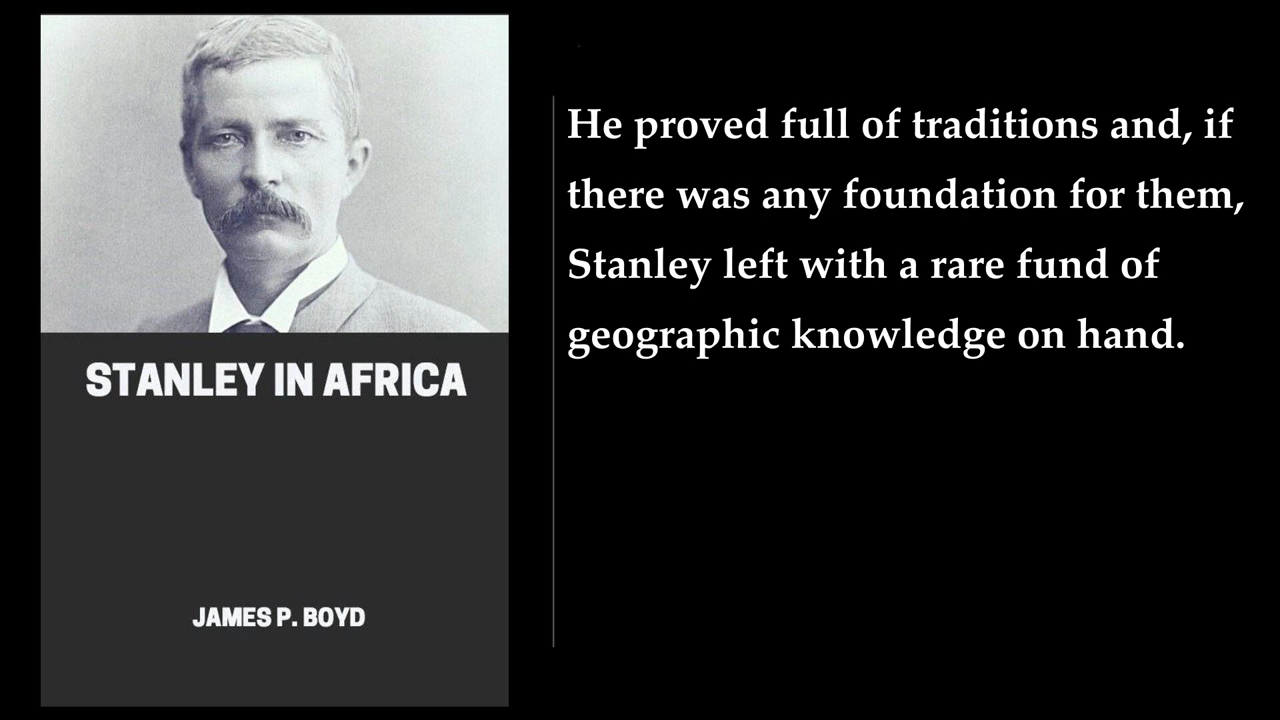 STANLEY IN AFRICA
JAMES P. BOYD
He proved full of traditions and, if
there was any foundation for them,
Stanley left with a rare fund of
geographic knowledge on hand.